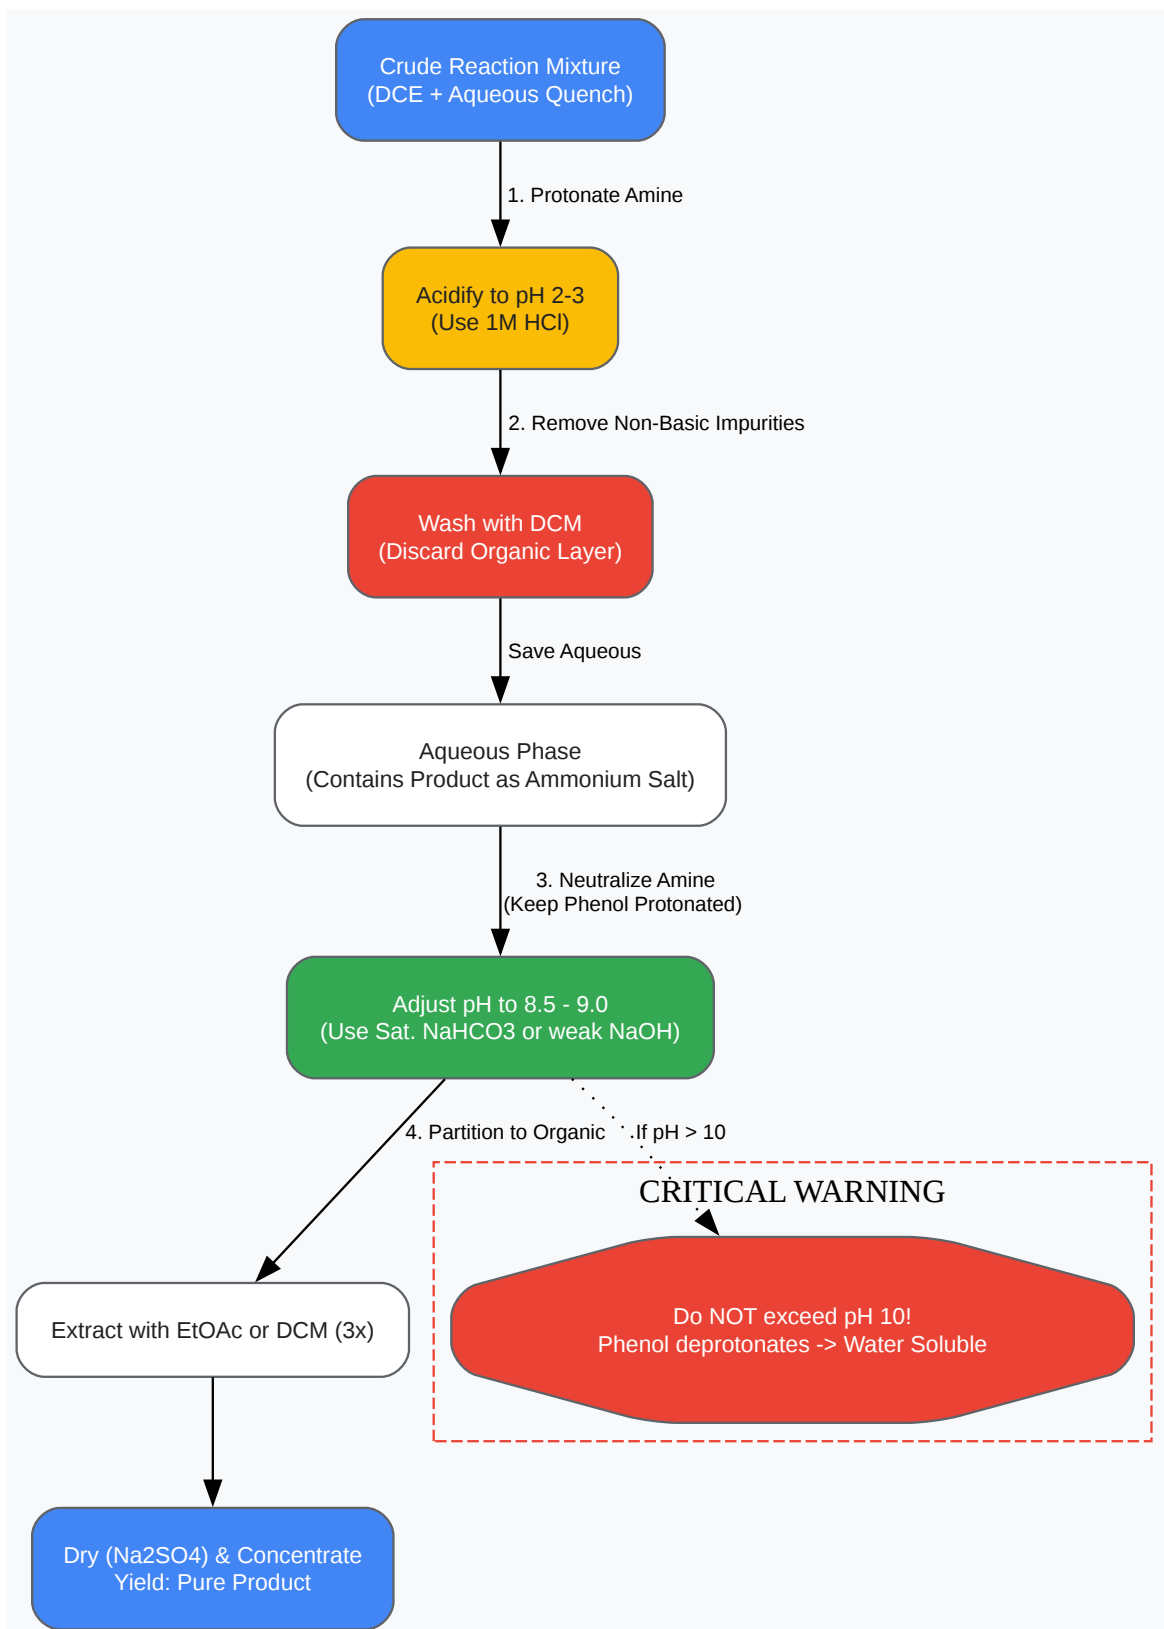 Crude Reaction Mixture
(DCE + Aqueous Quench)
1. Protonate Amine
Acidify to pH 2-3
(Use 1M HCl)
2. Remove Non-Basic Impurities
Wash with DCM
(Discard Organic Layer)
Save Aqueous
Aqueous Phase
(Contains Product as Ammonium Salt)
3. Neutralize Amine
(Keep Phenol Protonated)
Adjust pH to 8.5 - 9.0
(Use Sat. NaHCO3 or weak NaOH)
4. Partition to Organic
If pH > 10
CRITICAL WARNING
Do NOT exceed pH 10!
Phenol deprotonates -> Water Soluble
Extract with EtOAc or DCM (3x)
Dry (Na2SO4) & Concentrate
Yield: Pure Product